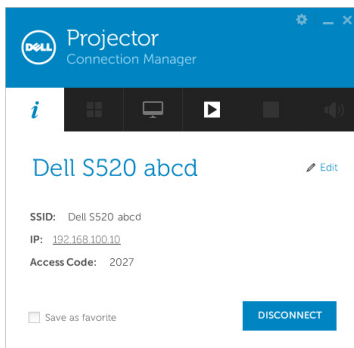 DELL
Projector
Connection Manager
i
Dell S520 abcd
Edit
SSID: Dell S520 abcd
IP: 192.168.100.10
Access Code: 2027
Save as favorite
DISCONNECT